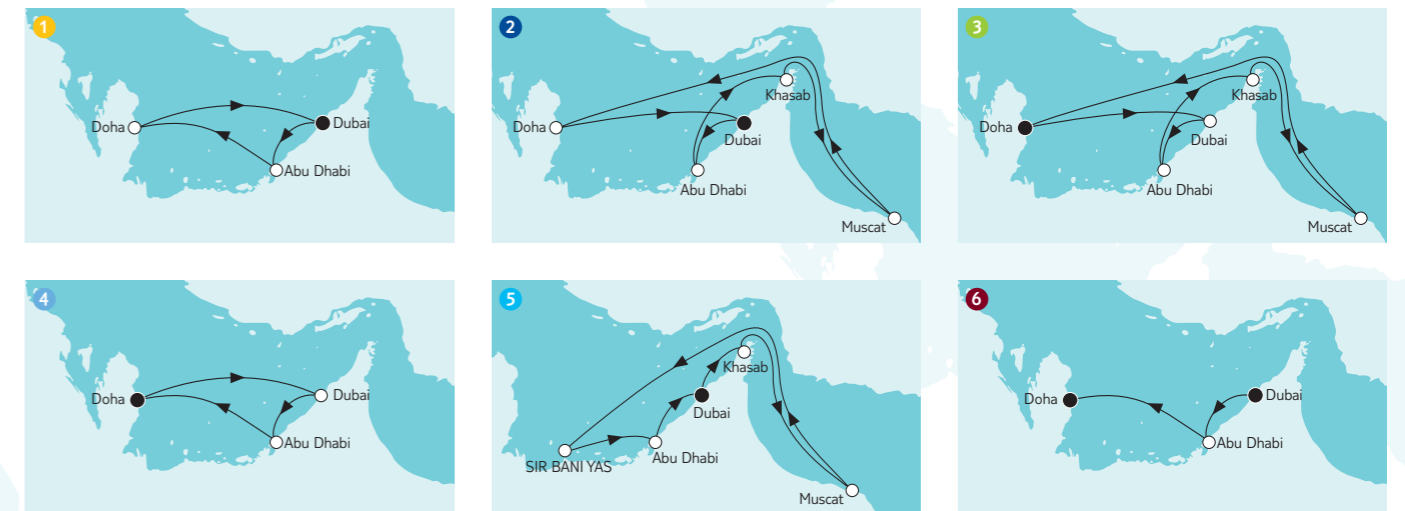 1
Doha
Dubai
Abu Dhabi
2
Khasab
Doha
Dubai
Abu Dhabi
Muscat
3
Khasab
Doha
Dubai
Abu Dhabi
Muscat
4
Doha
Dubai
Abu Dhabi
5
Khasab
Dubai
Abu Dhabi
SIR BANI YAS
Muscat
6
Doha
Dubai
Abu Dhabi